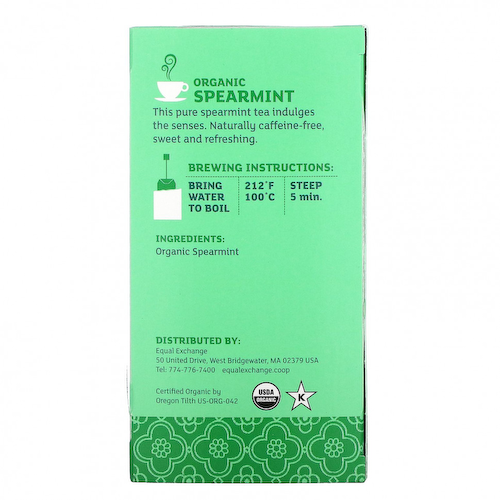 ORGANIC
SPEARMINT
This pure spearmint tea indulges
the senses. Naturally caffeine-free,
sweet and refreshing.
BREWING INSTRUCTIONS:
BRING 212°F STEEP
WATER 100°C 5 min.
TO BOIL
INGREDIENTS:
Organic Spearmint
DISTRIBUTED BY:
Equal Exchange
50 United Drive, West Bridgewater, MA 02379 USA
Tel: 774-776-7400 equalexchange.coop
Certified Organic by
Oregon Tilth US-ORG-042
USDA
ORGANIC
K